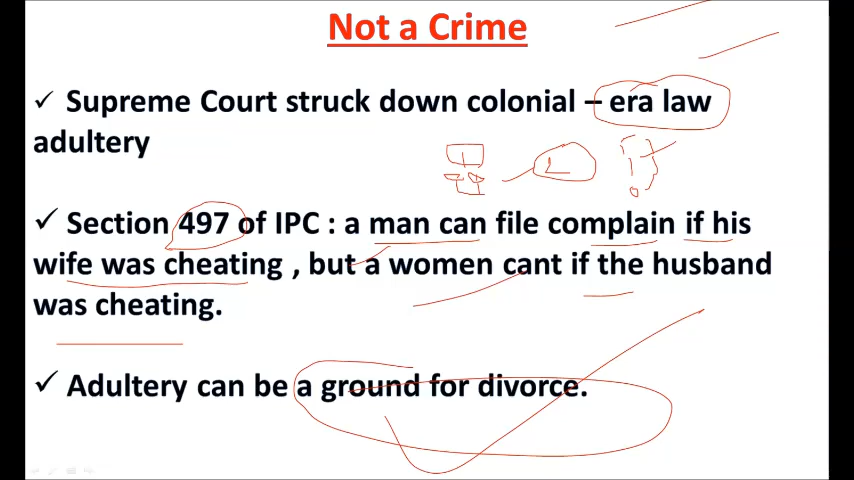 Not a Crime
✓ Supreme Court struck down colonial – era law
adultery
✓ Section 497 of IPC : a man can file complain if his
wife was cheating , but a women cant if the husband
was cheating.
✓ Adultery can be a ground for divorce.